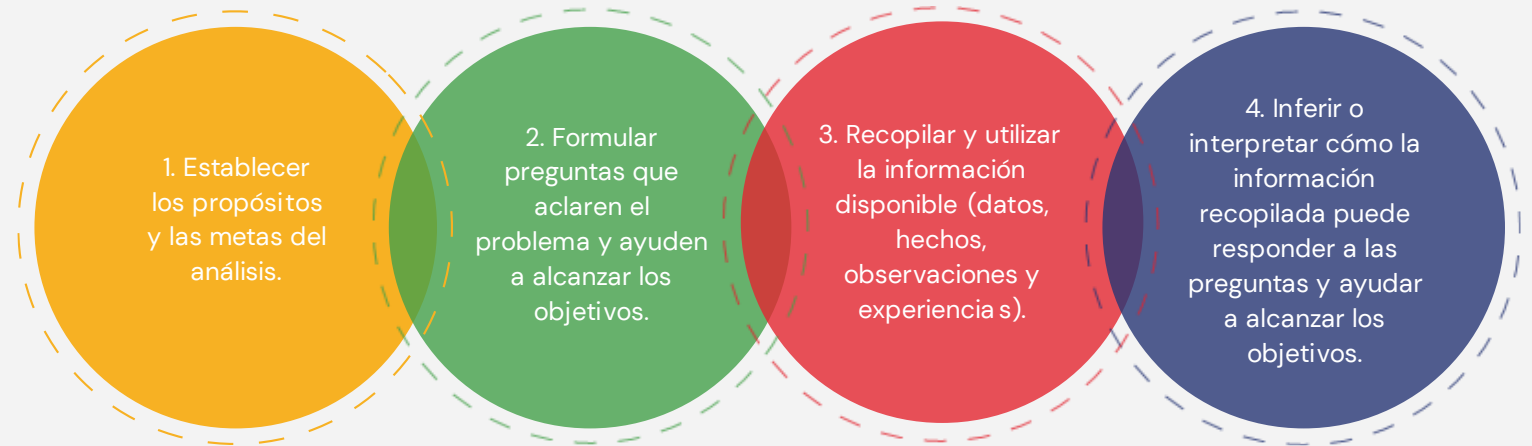 1. Establecer
los propósitos
y las metas del
análisis.
2. Formular
preguntas que
aclaren el
problema y ayuden
a alcanzar los
objetivos.
3. Recopilar y utilizar
la información
disponible (datos,
hechos,
observaciones y
experiencias).
4. Inferir o
interpretar cómo la
información
recopilada puede
responder a las
preguntas y ayudar
a alcanzar los
objetivos.